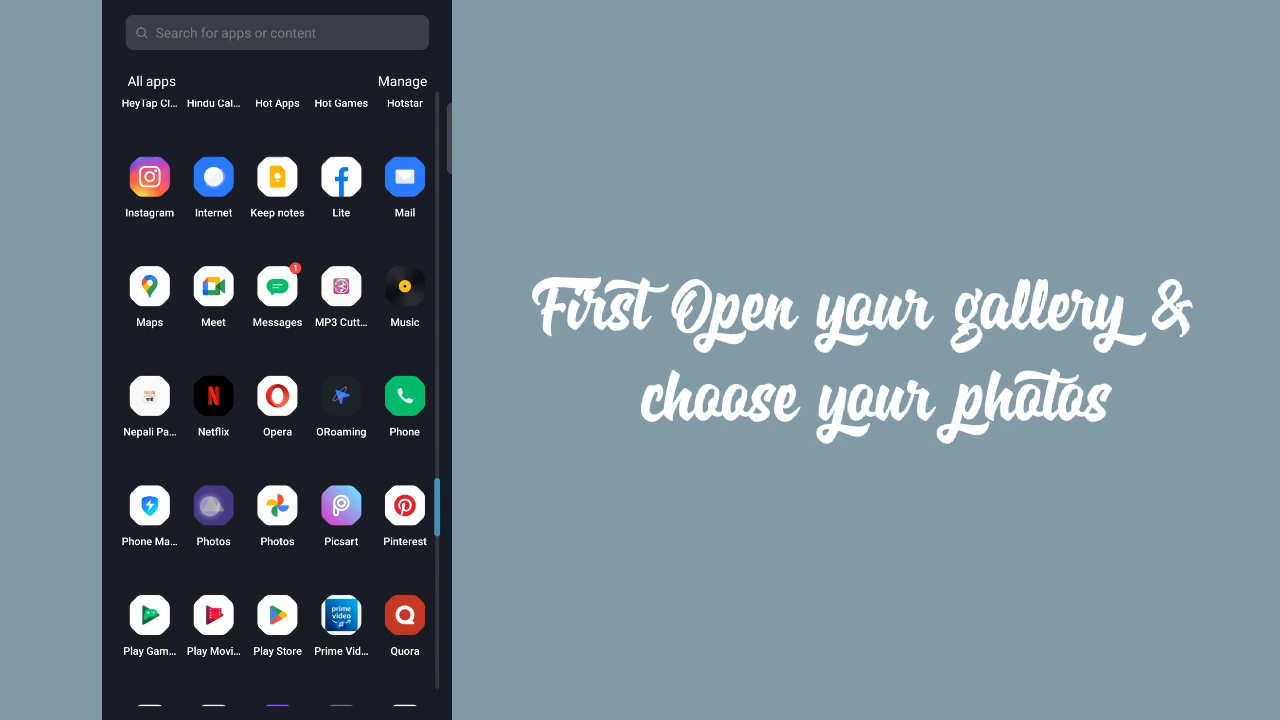 Search for apps or content
All apps
Manage
HeyTap Cl... Hindu Cal... Hot Apps Hot Games Hotstar
Instagram Internet Keep notes Lite Mail
1
Maps Meet Messages MP3 Cutt... Music
Nepali Pa... Netflix Opera ORoaming Phone
Phone Ma... Photos Photos Picsart Pinterest
prime
video
Play Gam... Play Movi... Play Store Prime Vid... Quora
First Open your gallery &
choose your photos